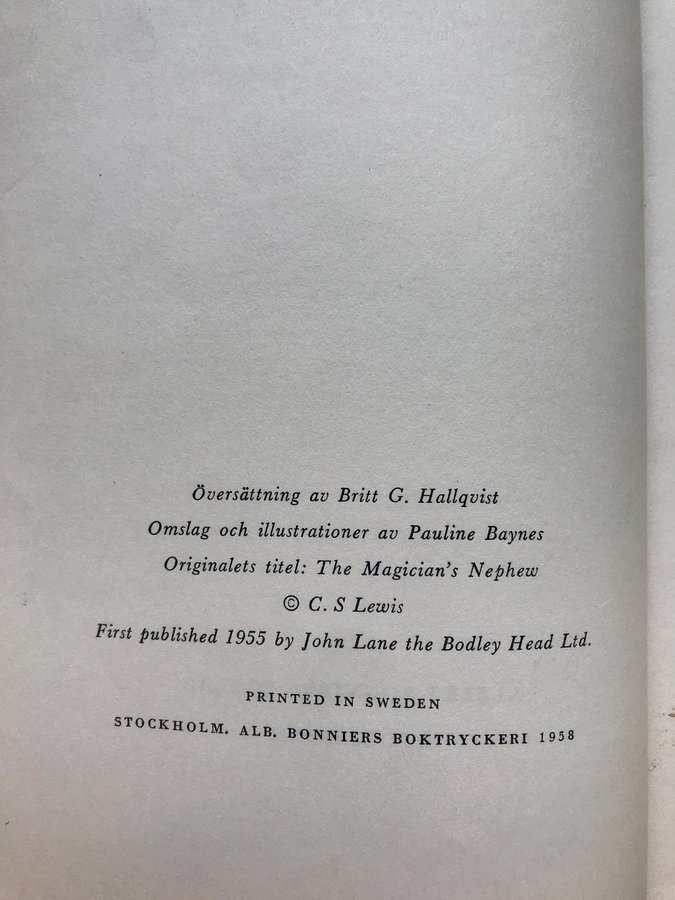 Översättning av Britt G. Hallqvist
Omslag och illustrationer av Pauline Baynes
Originalets titel: The Magician's Nephew
© C. S Lewis
First published 1955 by John Lane the Bodley Head Ltd.
PRINTED IN SWEDEN
STOCKHOLM. ALB. BONNIERS BOKTRYCKERI 1958